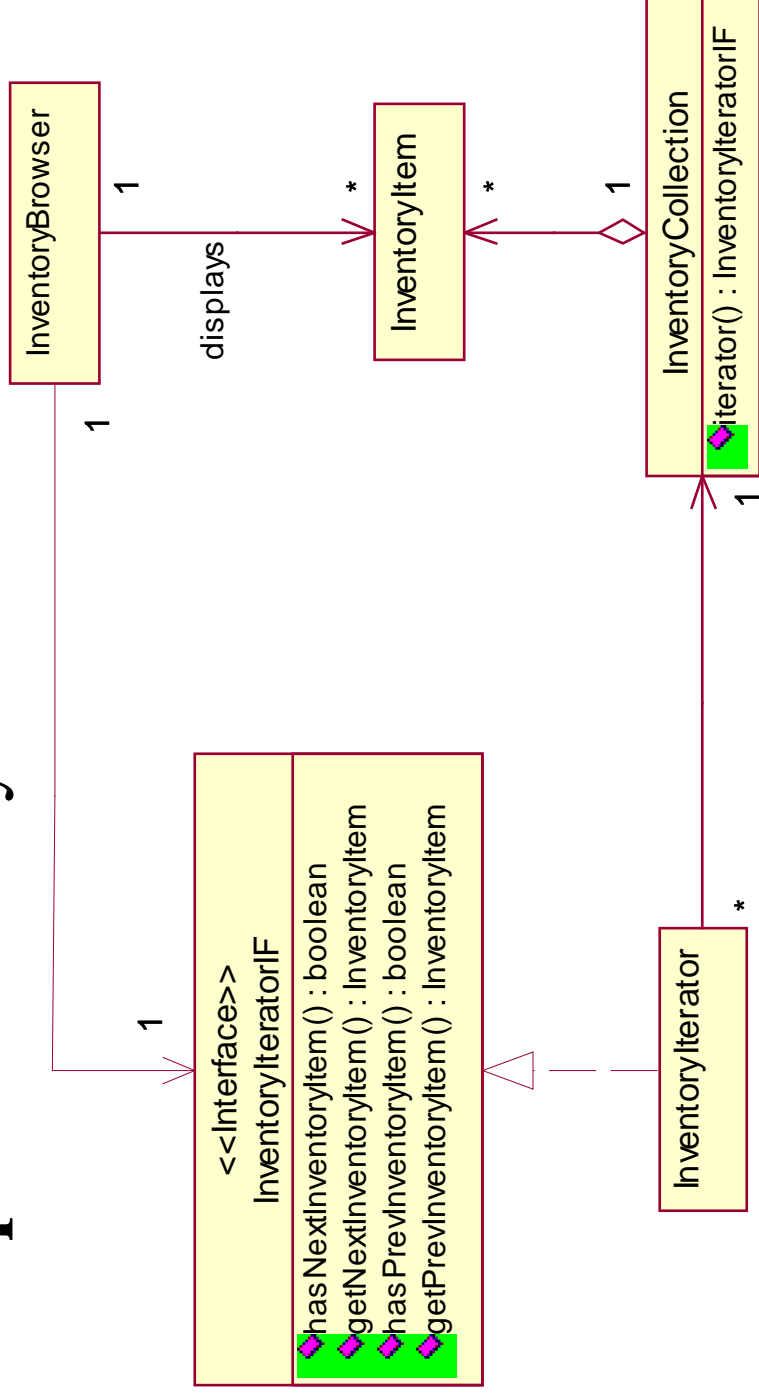 InventoryBrowser
1
1
displays
1
*
<<Interface>>
InventoryIteratorIF
hasNextInventoryItem() : boolean
getNextInventoryItem() : InventoryItem
hasPrevInventoryItem() : boolean
getPrevInventoryItem() : InventoryItem
InventoryItem
*
1
InventoryIterator
*
1
InventoryCollection
iterator() : InventoryIteratorIF